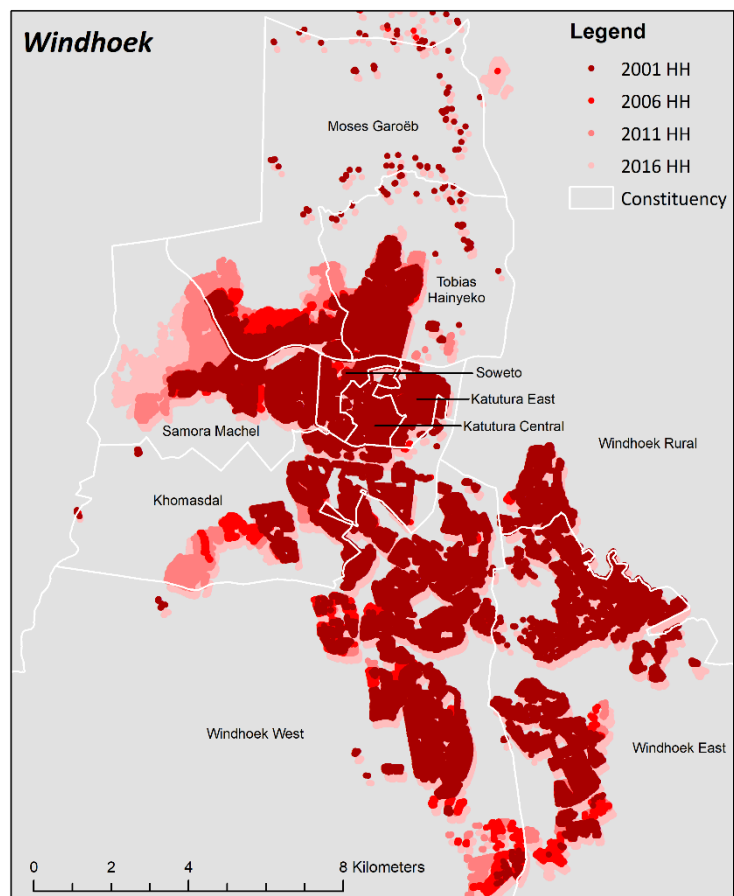 Windhoek
Legend
2001 HH
2006 HH
2011 HH
2016 HH
Constituency
Moses Garoëb
Tobias
Hainyeko
Soweto
Katutura East
Katutura Central
Samora Machel
Windhoek Rural
Khomasdal
Windhoek West
Windhoek East
0 2 4 8 Kilometers